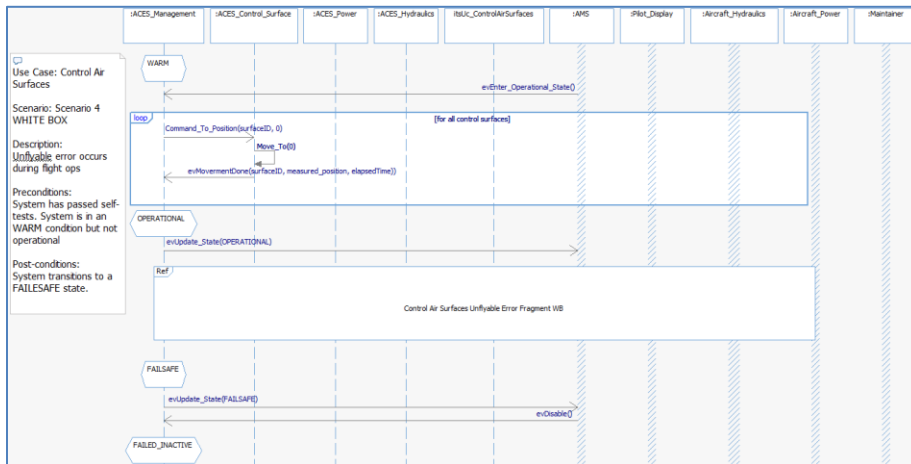 :ACES_Management
:ACES_Control_Surface
:ACES_Power
:ACES_Hydraulics
itsUc_ControlAirSurfaces
:AMS
:Pilot_Display
:Aircraft_Hydraulics
:Aircraft_Power
:Maintainer
Use Case: Control Air
Surfaces
Scenario: Scenario 4
WHITE BOX
Description:
Unflyable error occurs
during flight ops
Preconditions:
System has passed self-
tests. System is in an
WARM condition but not
operational
Post-conditions:
System transitions to a
FAILESAFE state.
WARM
evEnter_Operational_State()
loop
[for all control surfaces]
Command_To_Position(surfaceID, 0)
Move_To(0)
evMovermentDone(surfaceID, measured_position, elapsedTime))
OPERATIONAL
evUpdate_State(OPERATIONAL)
Ref
Control Air Surfaces Unflyable Error Fragment WB
FAILSAFE
evUpdate_State(FAILSAFE)
evDisable()
FAILED_INACTIVE